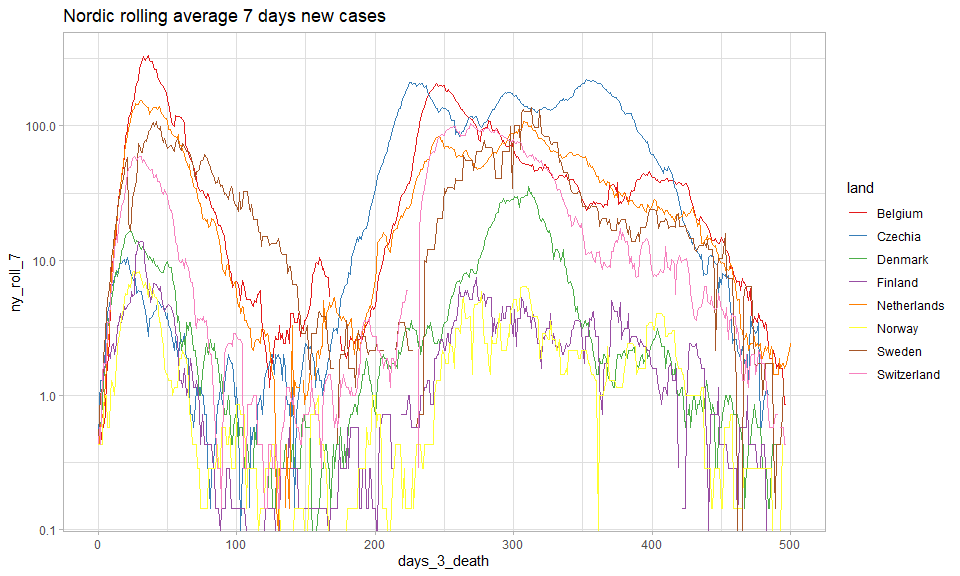 Nordic rolling average 7 days new cases
ny_roll_7
100.0
10.0
1.0
0.1
0
100
200
300
400
500
days_3_death
land
Belgium
Czechia
Denmark
Finland
Netherlands
Norway
Sweden
Switzerland